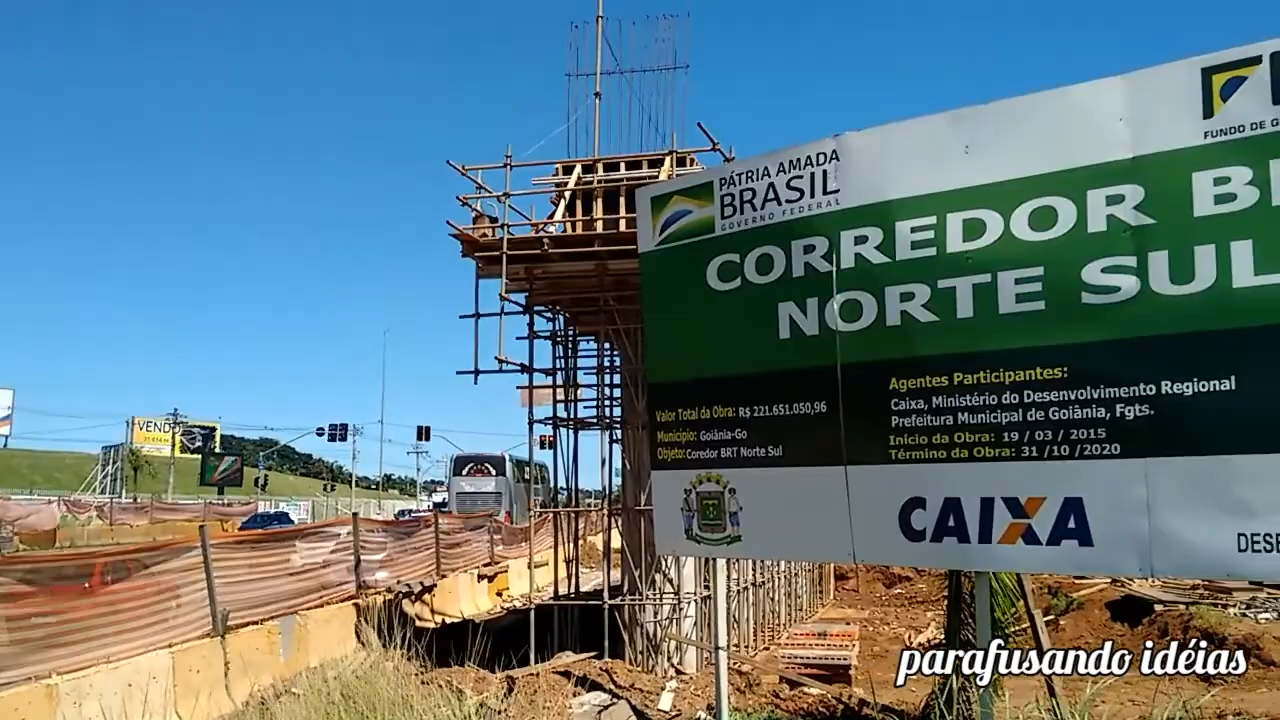 PÁTRIA AMADA
BRASIL
GOVERNO FEDERAL
FUNDO DE G
CORREDOR B
NORTE SUL
Agentes Participantes:
Caixa, Ministério do Desenvolvimento Regional
Prefeitura Municipal de Goiânia, Fgts.
Início da Obra: 19 / 03 / 2015
Término da Obra: 31 /10 /2020
Valor Total da Obra: R$ 221.651.050,96
Município: Goiânia-Go
Objeto: Coredor BRT Norte Sul
CAIXA
DESE
VENDO
parafusando idéias